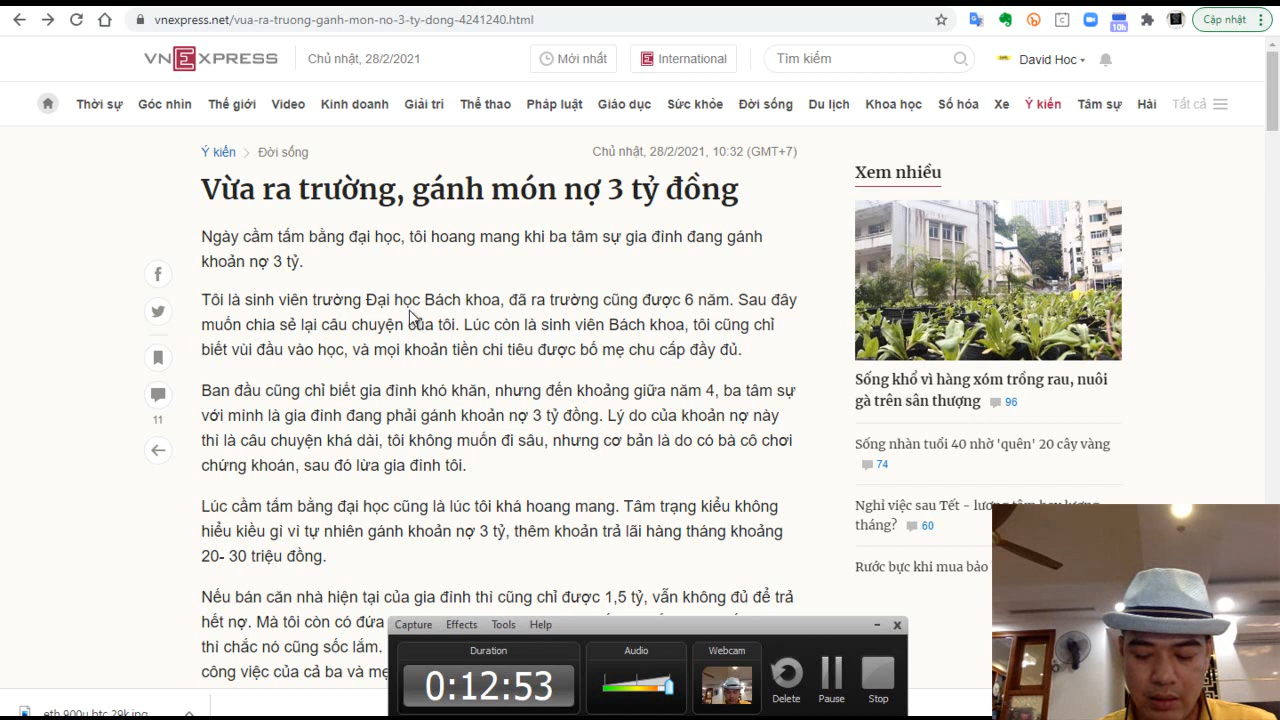 vnexpress.net/vua-ra-truong-ganh-mon-no-3-ty-dong-4241240.html
10h
Cập nhật
VNEXPRESS
Chủ nhật, 28/2/2021
Mới nhất
E International
Tìm kiếm
David Hoc
Thời sự Góc nhìn Thế giới Video Kinh doanh Giải trí Thể thao Pháp luật Giáo dục Sức khỏe Đời sống Du lịch Khoa học Số hóa Xe Ý kiến Tâm sự Hài Tất cả
Ý kiến > Đời sống
Chủ nhật, 28/2/2021, 10:32 (GMT+7)
Vừa ra trường, gánh món nợ 3 tỷ đồng
Ngày cầm tấm bằng đại học, tôi hoang mang khi ba tâm sự gia đình đang gánh
khoản nợ 3 tỷ.
Tôi là sinh viên trường Đại học Bách khoa, đã ra trường cũng được 6 năm. Sau đây
muốn chia sẻ lại câu chuyện của tôi. Lúc còn là sinh viên Bách khoa, tôi cũng chỉ
biết vùi đầu vào học, và mọi khoản tiền chi tiêu được bố mẹ chu cấp đầy đủ.
Ban đầu cũng chỉ biết gia đình khó khăn, nhưng đến khoảng giữa năm 4, ba tâm sự
với mình là gia đình đang phải gánh khoản nợ 3 tỷ đồng. Lý do của khoản nợ này
thì là câu chuyện khá dài, tôi không muốn đi sâu, nhưng cơ bản là do có bà cô chơi
chứng khoán, sau đó lừa gia đình tôi.
Lúc cầm tấm bằng đại học cũng là lúc tôi khá hoang mang. Tâm trạng kiểu không
hiểu kiểu gì vì tự nhiên gánh khoản nợ 3 tỷ, thêm khoản trả lãi hàng tháng khoảng
20- 30 triệu đồng.
Nếu bán căn nhà hiện tại của gia đình thì cũng chỉ được 1,5 tỷ, vẫn không đủ để trả
hết nợ. Mà tôi còn có đứa
thì chắc nó cũng sốc lắm.
công việc của cả ba và mẹ
11
Xem nhiều
Sống khổ vì hàng xóm trồng rau, nuôi
gà trên sân thượng 96
Sống nhàn tuổi 40 nhờ 'quên' 20 cây vàng
74
Nghỉ việc sau Tết - lương tâm hay lương
tháng? 60
Rước bực khi mua bảo
Capture Effects Tools Help
Duration
0:12:53
Audio
Webcam
Delete
Pause
Stop
eth 900u btc 29k.jpg